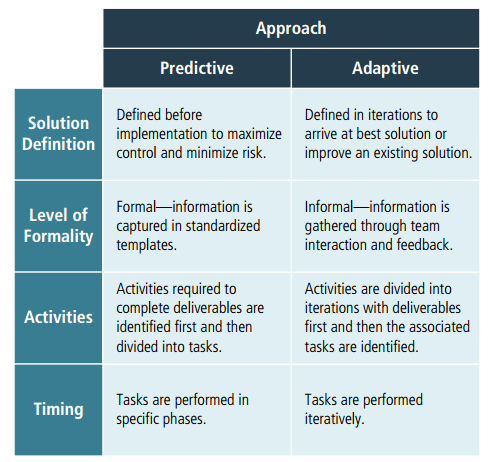 Approach
Predictive
Adaptive
Solution
Definition
Defined before
implementation to maximize
control and minimize risk.
Defined in iterations to
arrive at best solution or
improve an existing solution.
Level of
Formality
Formal—information is
captured in standardized
templates.
Informal—information is
gathered through team
interaction and feedback.
Activities
Activities required to
complete deliverables are
identified first and then
divided into tasks.
Activities are divided into
iterations with deliverables
first and then the associated
tasks are identified.
Timing
Tasks are performed in
specific phases.
Tasks are performed
iteratively.